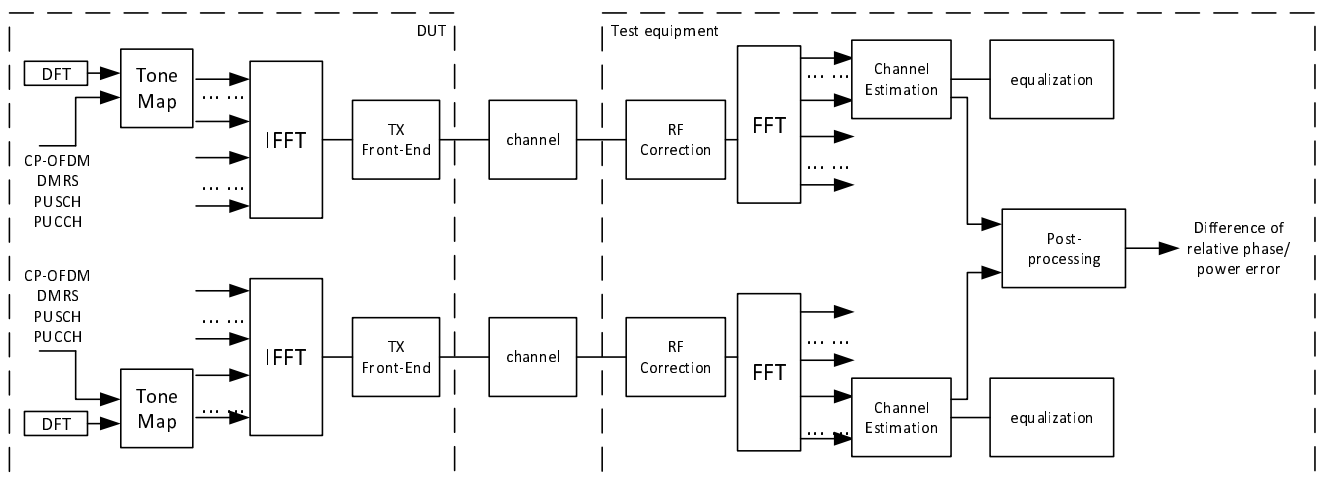 DUT
Test equipment
DFT
Tone
Map
... ...
... ...
CP-OFDM
DMRS
PUSCH
PUCCH
IFFT
TX
Front-End
channel
RF
Correction
FFT
... ...
... ...
Channel
Estimation
equalization
Post-
processing
Difference of
relative phase/
power error
CP-OFDM
DMRS
PUSCH
PUCCH
DFT
Tone
Map
... ...
... ...
IFFT
TX
Front-End
channel
RF
Correction
FFT
... ...
... ...
Channel
Estimation
equalization